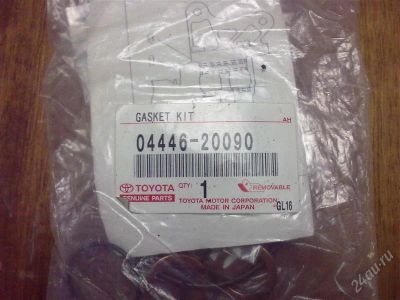 GASKET KIT
AH
04446-20090
TOYOTA QTY: 1 REMOVABLE
GENUINE PARTS TOYOTA MOTOR CORPORATION
MADE IN JAPAN GL16
24au.ru